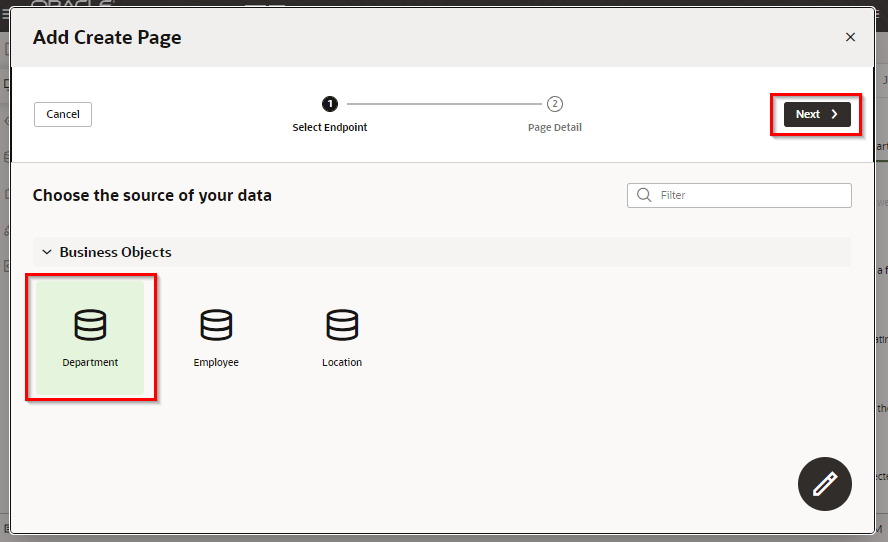 ORACLE
Add Create Page
Cancel
1
2
Next
Select Endpoint
Page Detail
Choose the source of your data
Filter
Business Objects
Department
Employee
Location